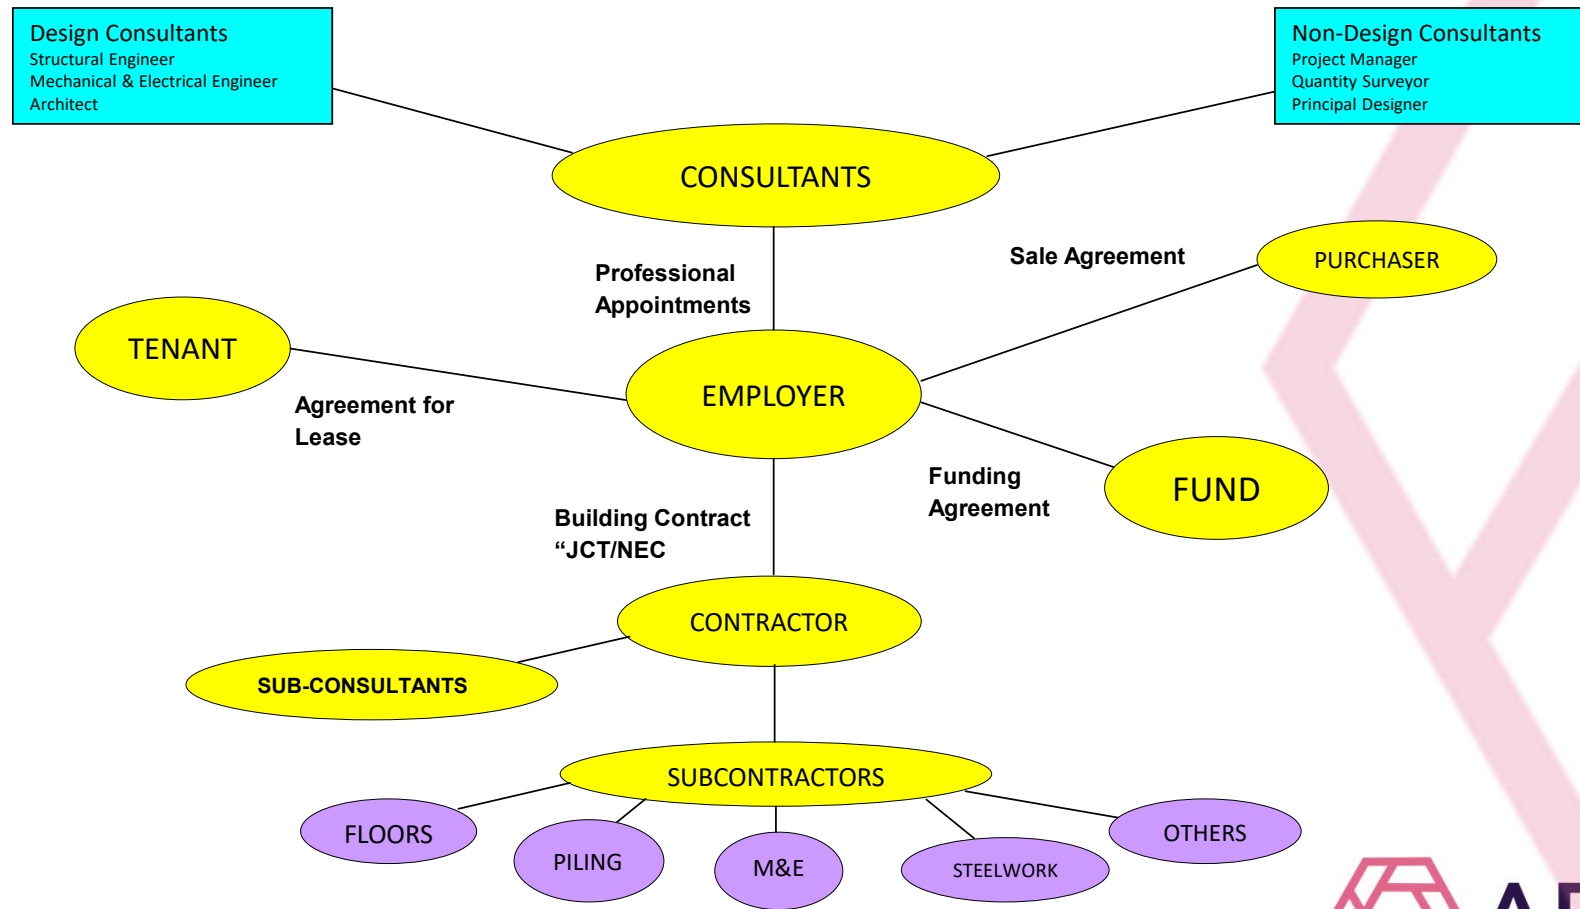 Design Consultants
Structural Engineer
Mechanical & Electrical Engineer
Architect
Non-Design Consultants
Project Manager
Quantity Surveyor
Principal Designer
CONSULTANTS
Professional
Appointments
Sale Agreement
PURCHASER
TENANT
Agreement for
Lease
EMPLOYER
Funding
Agreement
FUND
Building Contract
“JCT/NEC
CONTRACTOR
SUB-CONSULTANTS
SUBCONTRACTORS
FLOORS
PILING
M&E
STEELWORK
OTHERS